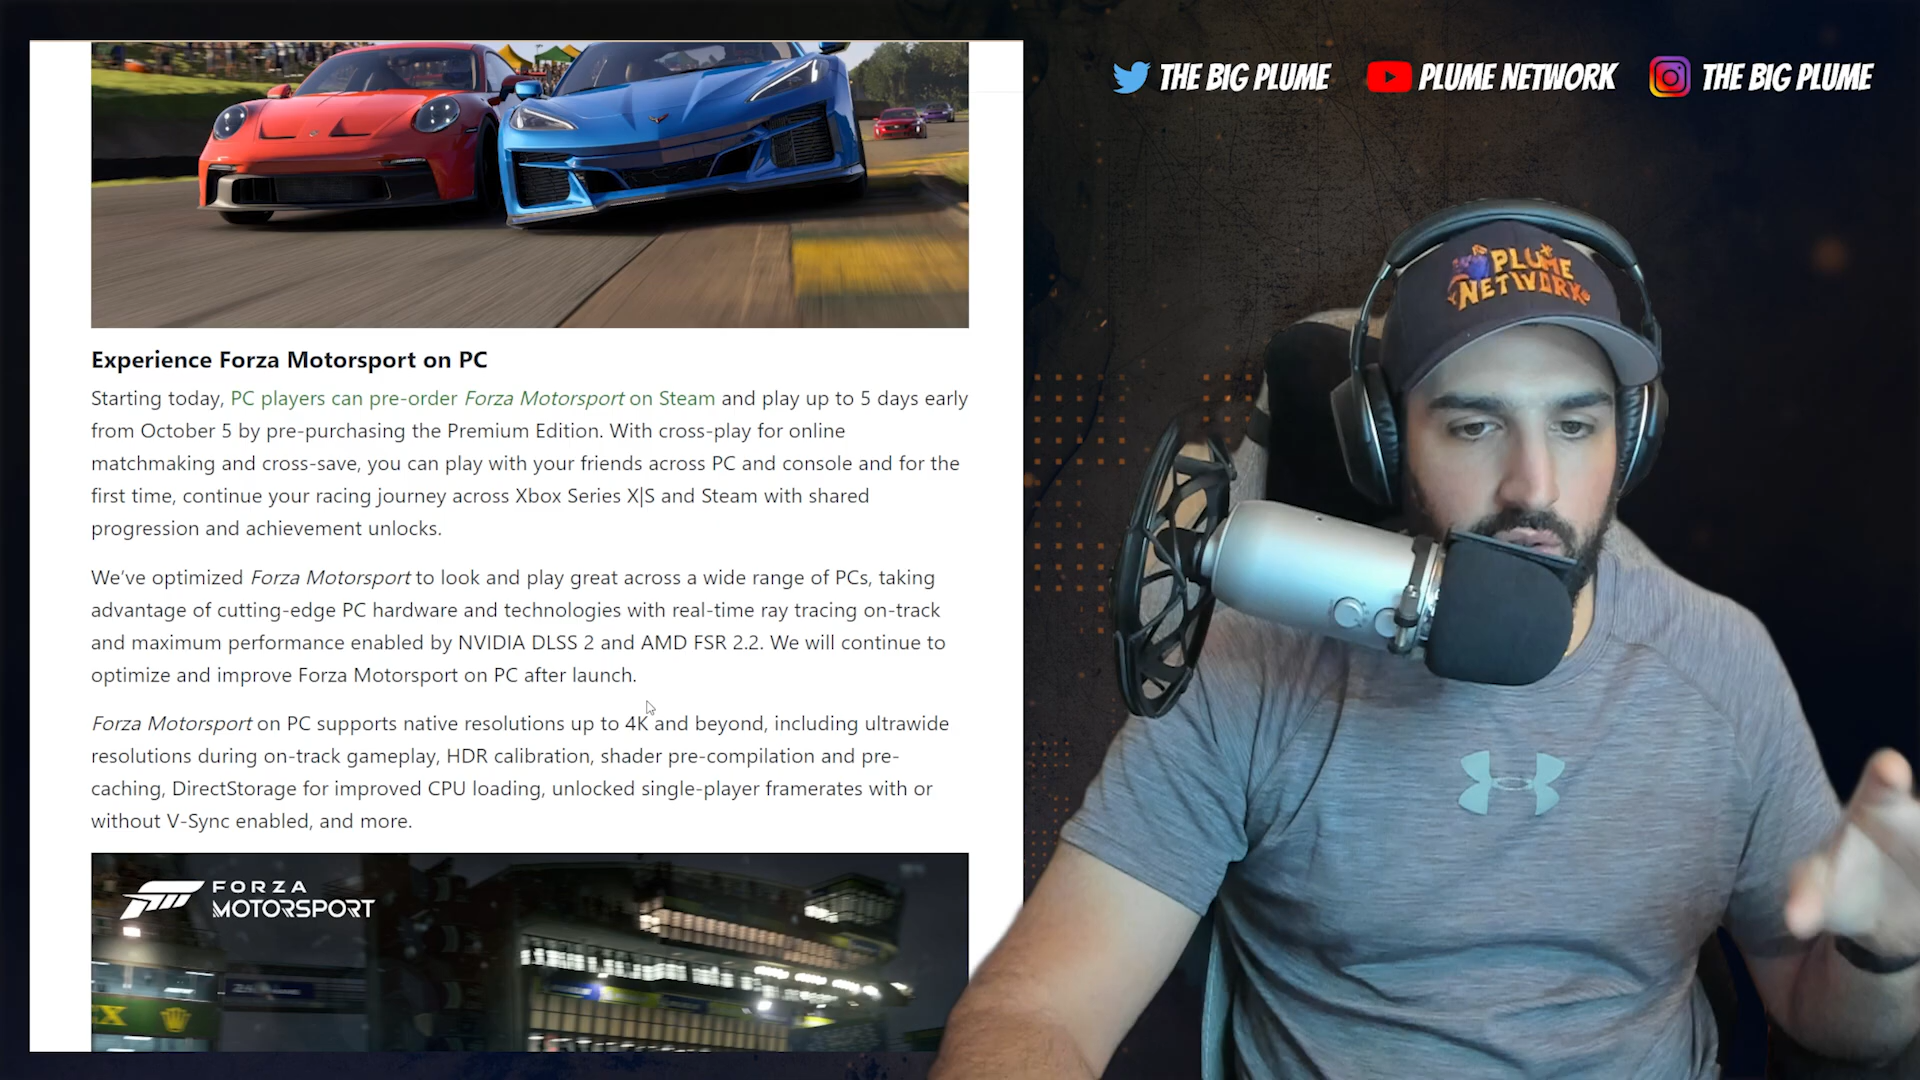 THE BIG PLUME
PLUME NETWORK
THE BIG PLUME
PLUME
NETWORK
Experience Forza Motorsport on PC
Starting today, PC players can pre-order Forza Motorsport on Steam and play up to 5 days early
from October 5 by pre-purchasing the Premium Edition. With cross-play for online
matchmaking and cross-save, you can play with your friends across PC and console and for the
first time, continue your racing journey across Xbox Series X|S and Steam with shared
progression and achievement unlocks.
We've optimized Forza Motorsport to look and play great across a wide range of PCs, taking
advantage of cutting-edge PC hardware and technologies with real-time ray tracing on-track
and maximum performance enabled by NVIDIA DLSS 2 and AMD FSR 2.2. We will continue to
optimize and improve Forza Motorsport on PC after launch.
Forza Motorsport on PC supports native resolutions up to 4K and beyond, including ultrawide
resolutions during on-track gameplay, HDR calibration, shader pre-compilation and pre-
caching, DirectStorage for improved CPU loading, unlocked single-player framerates with or
without V-Sync enabled, and more.
FORZA
MOTORSPORT